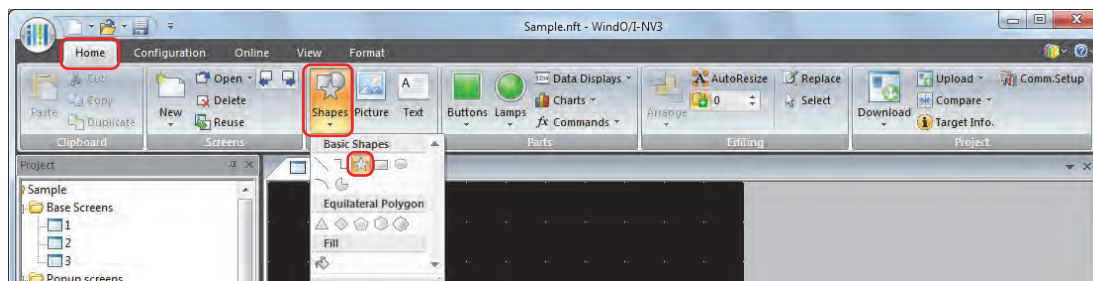 Sample.nft - WindO/I-NV3
Home Configuration Online View Format
Cut Open Data Displays AutoResize Replace Upload Comm.Setup
Copy Delete Charts 0 Select Compare
Paste Duplicate New Reuse Shapes Picture Text Buttons Lamps Commands Arrange Download Target Info.
Clipboard Screens Basic Shapes Parts Editing Project
Project
Sample
Base Screens
1
Equilateral Polygon
2
Fill
3
Popup screens